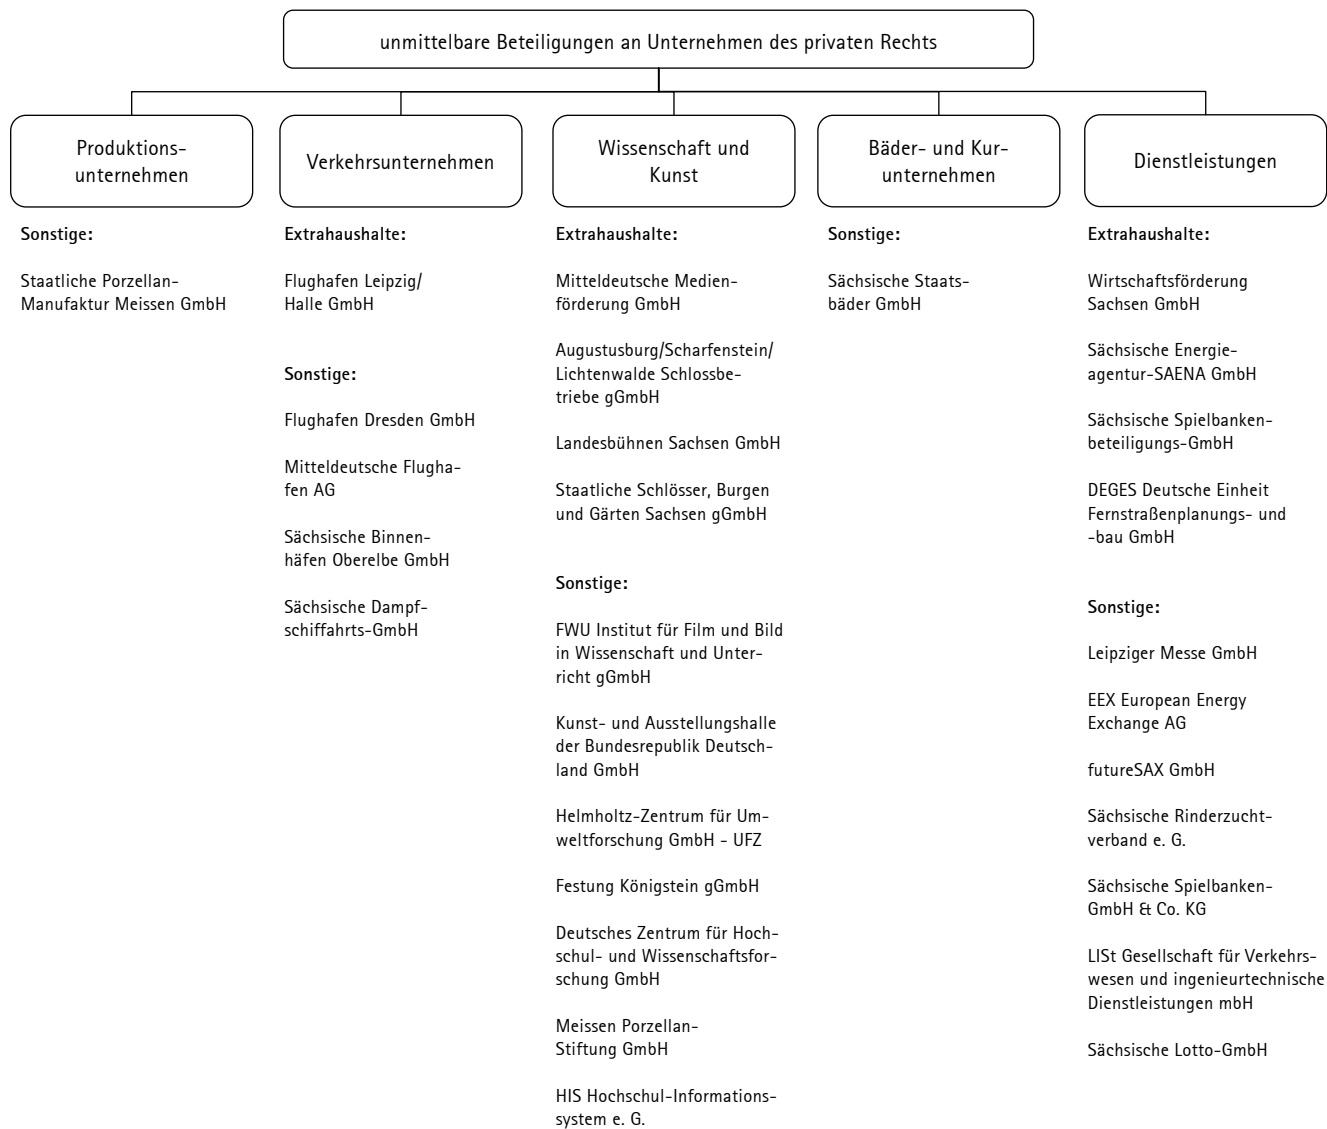 unmittelbare Beteiligungen an Unternehmen des privaten Rechts
Produktions-
unternehmen
Sonstige:
Staatliche Porzellan-
Manufaktur Meissen GmbH
Verkehrsunternehmen
Extrahaushalte:
Flughafen Leipzig/
Halle GmbH
Sonstige:
Flughafen Dresden GmbH
Mitteldeutsche Flugha-
fen AG
Sächsische Binnen-
häfen Oberelbe GmbH
Sächsische Dampf-
schiffahrts-GmbH
Wissenschaft und
Kunst
Extrahaushalte:
Mitteldeutsche Medien-
förderung GmbH
Augustusburg/Scharfenstein/
Lichtenwalde Schlossbe-
triebe gGmbH
Landesbühnen Sachsen GmbH
Staatliche Schlösser, Burgen
und Gärten Sachsen gGmbH
Sonstige:
FWU Institut für Film und Bild
in Wissenschaft und Unter-
richt gGmbH
Kunst- und Ausstellungshalle
der Bundesrepublik Deutsch-
land GmbH
Helmholtz-Zentrum für Um-
weltforschung GmbH - UFZ
Festung Königstein gGmbH
Deutsches Zentrum für Hoch-
schul- und Wissenschaftsfor-
schung GmbH
Meissen Porzellan-
Stiftung GmbH
HIS Hochschul-Informations-
system e. G.
Bäder- und Kur-
unternehmen
Sonstige:
Sächsische Staats-
bäder GmbH
Dienstleistungen
Extrahaushalte:
Wirtschaftsförderung
Sachsen GmbH
Sächsische Energie-
agentur-SAENA GmbH
Sächsische Spielbanken-
beteiligungs-GmbH
DEGES Deutsche Einheit
Fernstraßenplanungs- und
-bau GmbH
Sonstige:
Leipziger Messe GmbH
EEX European Energy
Exchange AG
futureSAX GmbH
Sächsische Rinderzucht-
verband e. G.
Sächsische Spielbanken-
GmbH & Co. KG
LISt Gesellschaft für Verkehrs-
wesen und ingenieurtechnische
Dienstleistungen mbH
Sächsische Lotto-GmbH